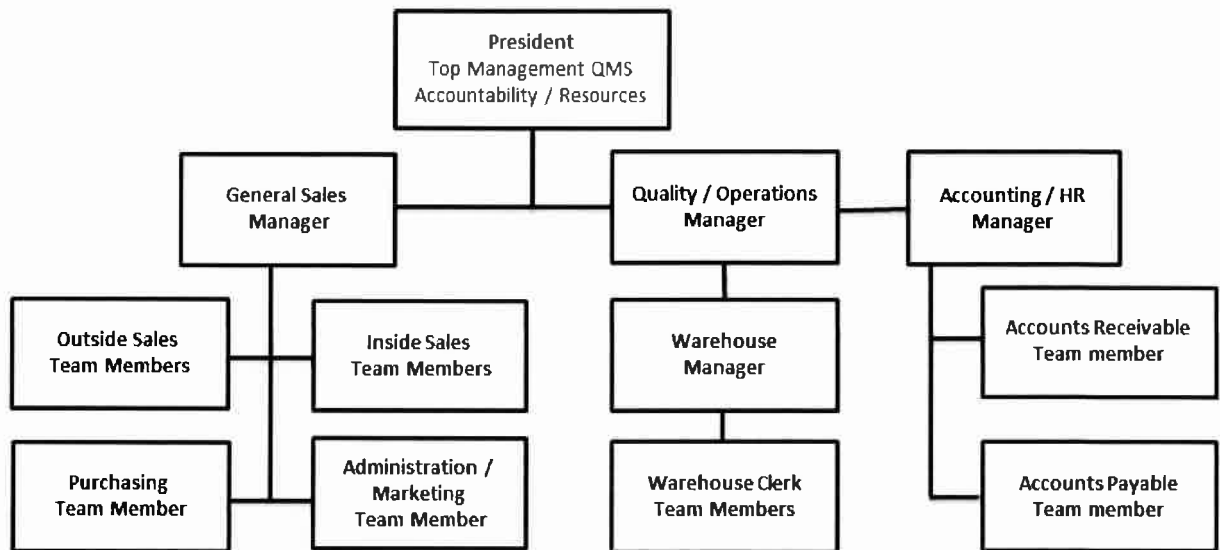 President
Top Management QMS
Accountability / Resources
General Sales
Manager
Quality / Operations
Manager
Accounting / HR
Manager
Outside Sales
Team Members
Inside Sales
Team Members
Warehouse
Manager
Accounts Receivable
Team member
Purchasing
Team Member
Administration /
Marketing
Team Member
Warehouse Clerk
Team Members
Accounts Payable
Team member